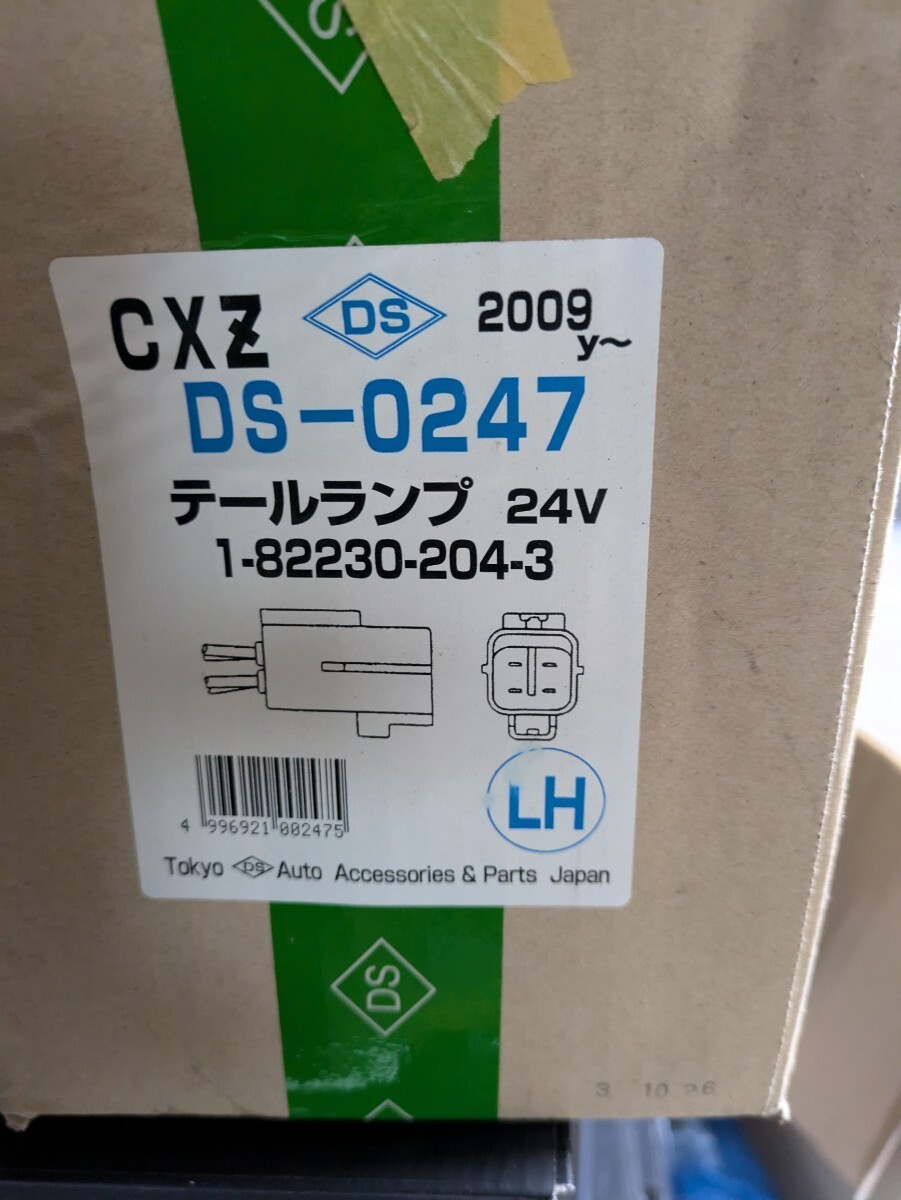 S
CXZ DS 2009y~
DS-0247
テールランプ 24V
1-82230-204-3
LH
4 996921 002475
Tokyo DS Auto Accessories & Parts Japan
DS
3 10 26